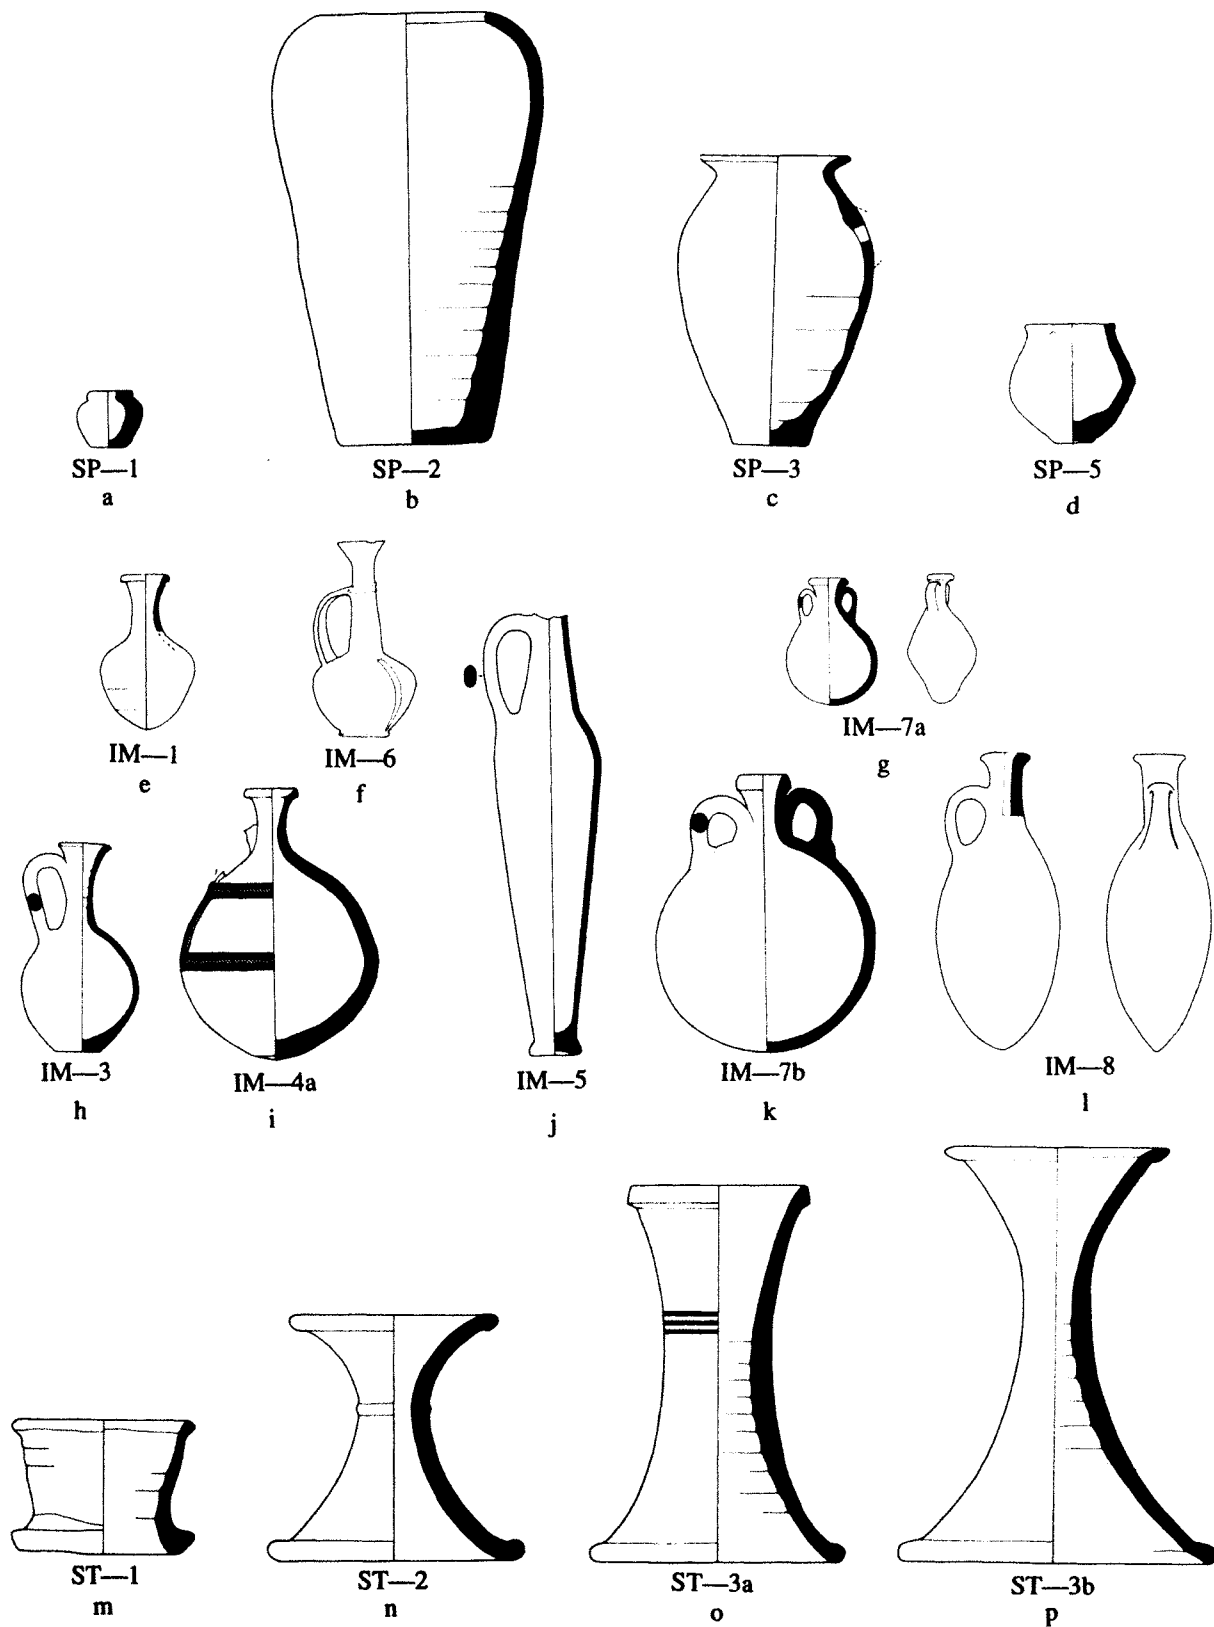 SP—1
a
SP—2
b
SP—3
c
SP—5
d
IM—1
e
IM—6
f
IM—7a
g
IM—3
h
IM—4a
i
IM—5
j
IM—7b
k
IM—8
l
ST—1
m
ST—2
n
ST—3a
o
ST—3b
p